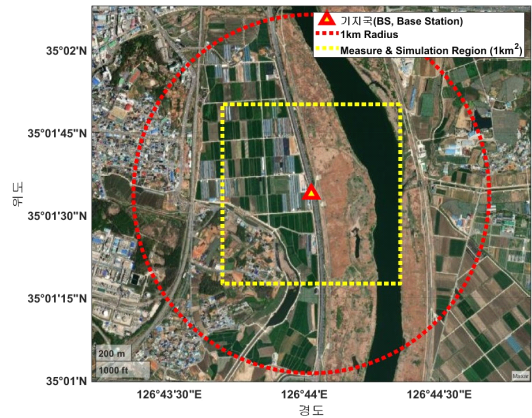 기지국(BS, Base Station)
1km Radius
Measure & Simulation Region (1km²)
35°02'N
35°01'45"N
35°01'30"N
35°01'15"N
35°01'N
위도
200 m
1000 ft
Maxar
126°43'30"E
126°44'E
126°44'30"E
경도